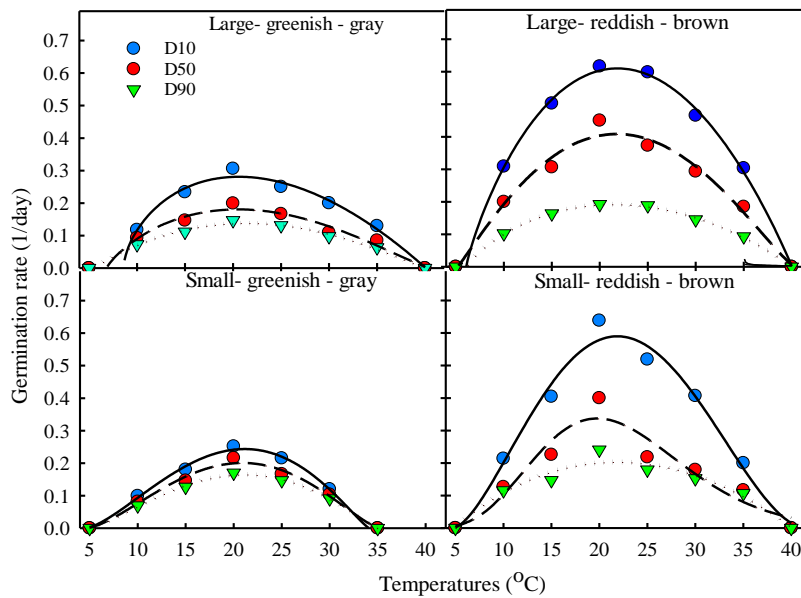 Large- greenish - gray
Large- reddish - brown
D10
D50
D90
0.7
0.6
0.5
0.4
0.3
0.2
0.1
0.0
Small- greenish - gray
Small- reddish - brown
0.7
0.6
0.5
0.4
0.3
0.2
0.1
0.0
Germination rate (1/day)
5 10 15 20 25 30 35 40
5 10 15 20 25 30 35 40
Temperatures (°C)